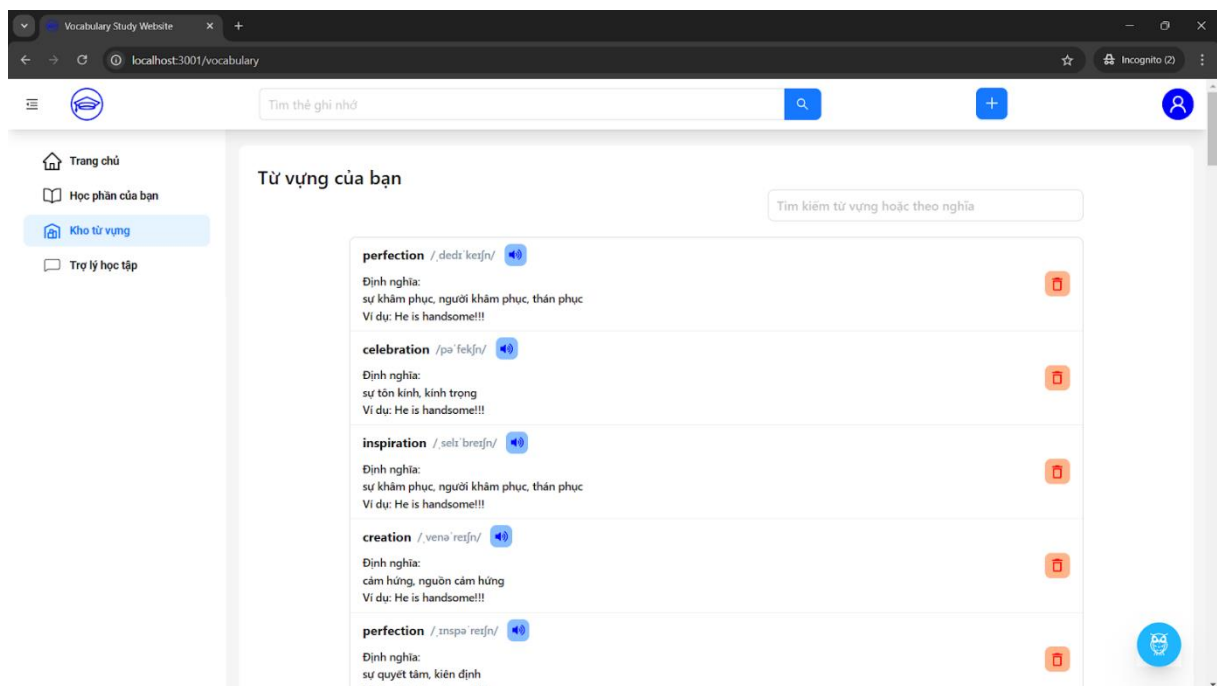 Vocabulary Study Website
localhost:3001/vocabulary
Incognito (2)
Tìm thẻ ghi nhớ
Trang chủ
Học phần của bạn
Kho từ vựng
Trợ lý học tập
Từ vựng của bạn
Tìm kiếm từ vựng hoặc theo nghĩa
perfection /ˌdedɪˈkeɪʃn/
Định nghĩa:
sự khâm phục, người khâm phục, thán phục
Ví dụ: He is handsome!!!
celebration /pəˈfekʃn/
Định nghĩa:
sự tôn kính, kính trọng
Ví dụ: He is handsome!!!
inspiration /ˌselɪˈbreɪʃn/
Định nghĩa:
sự khâm phục, người khâm phục, thán phục
Ví dụ: He is handsome!!!
creation /ˌvenəˈreɪʃn/
Định nghĩa:
cảm hứng, nguồn cảm hứng
Ví dụ: He is handsome!!!
perfection /ˌɪnspəˈreɪʃn/
Định nghĩa:
sự quyết tâm, kiên định